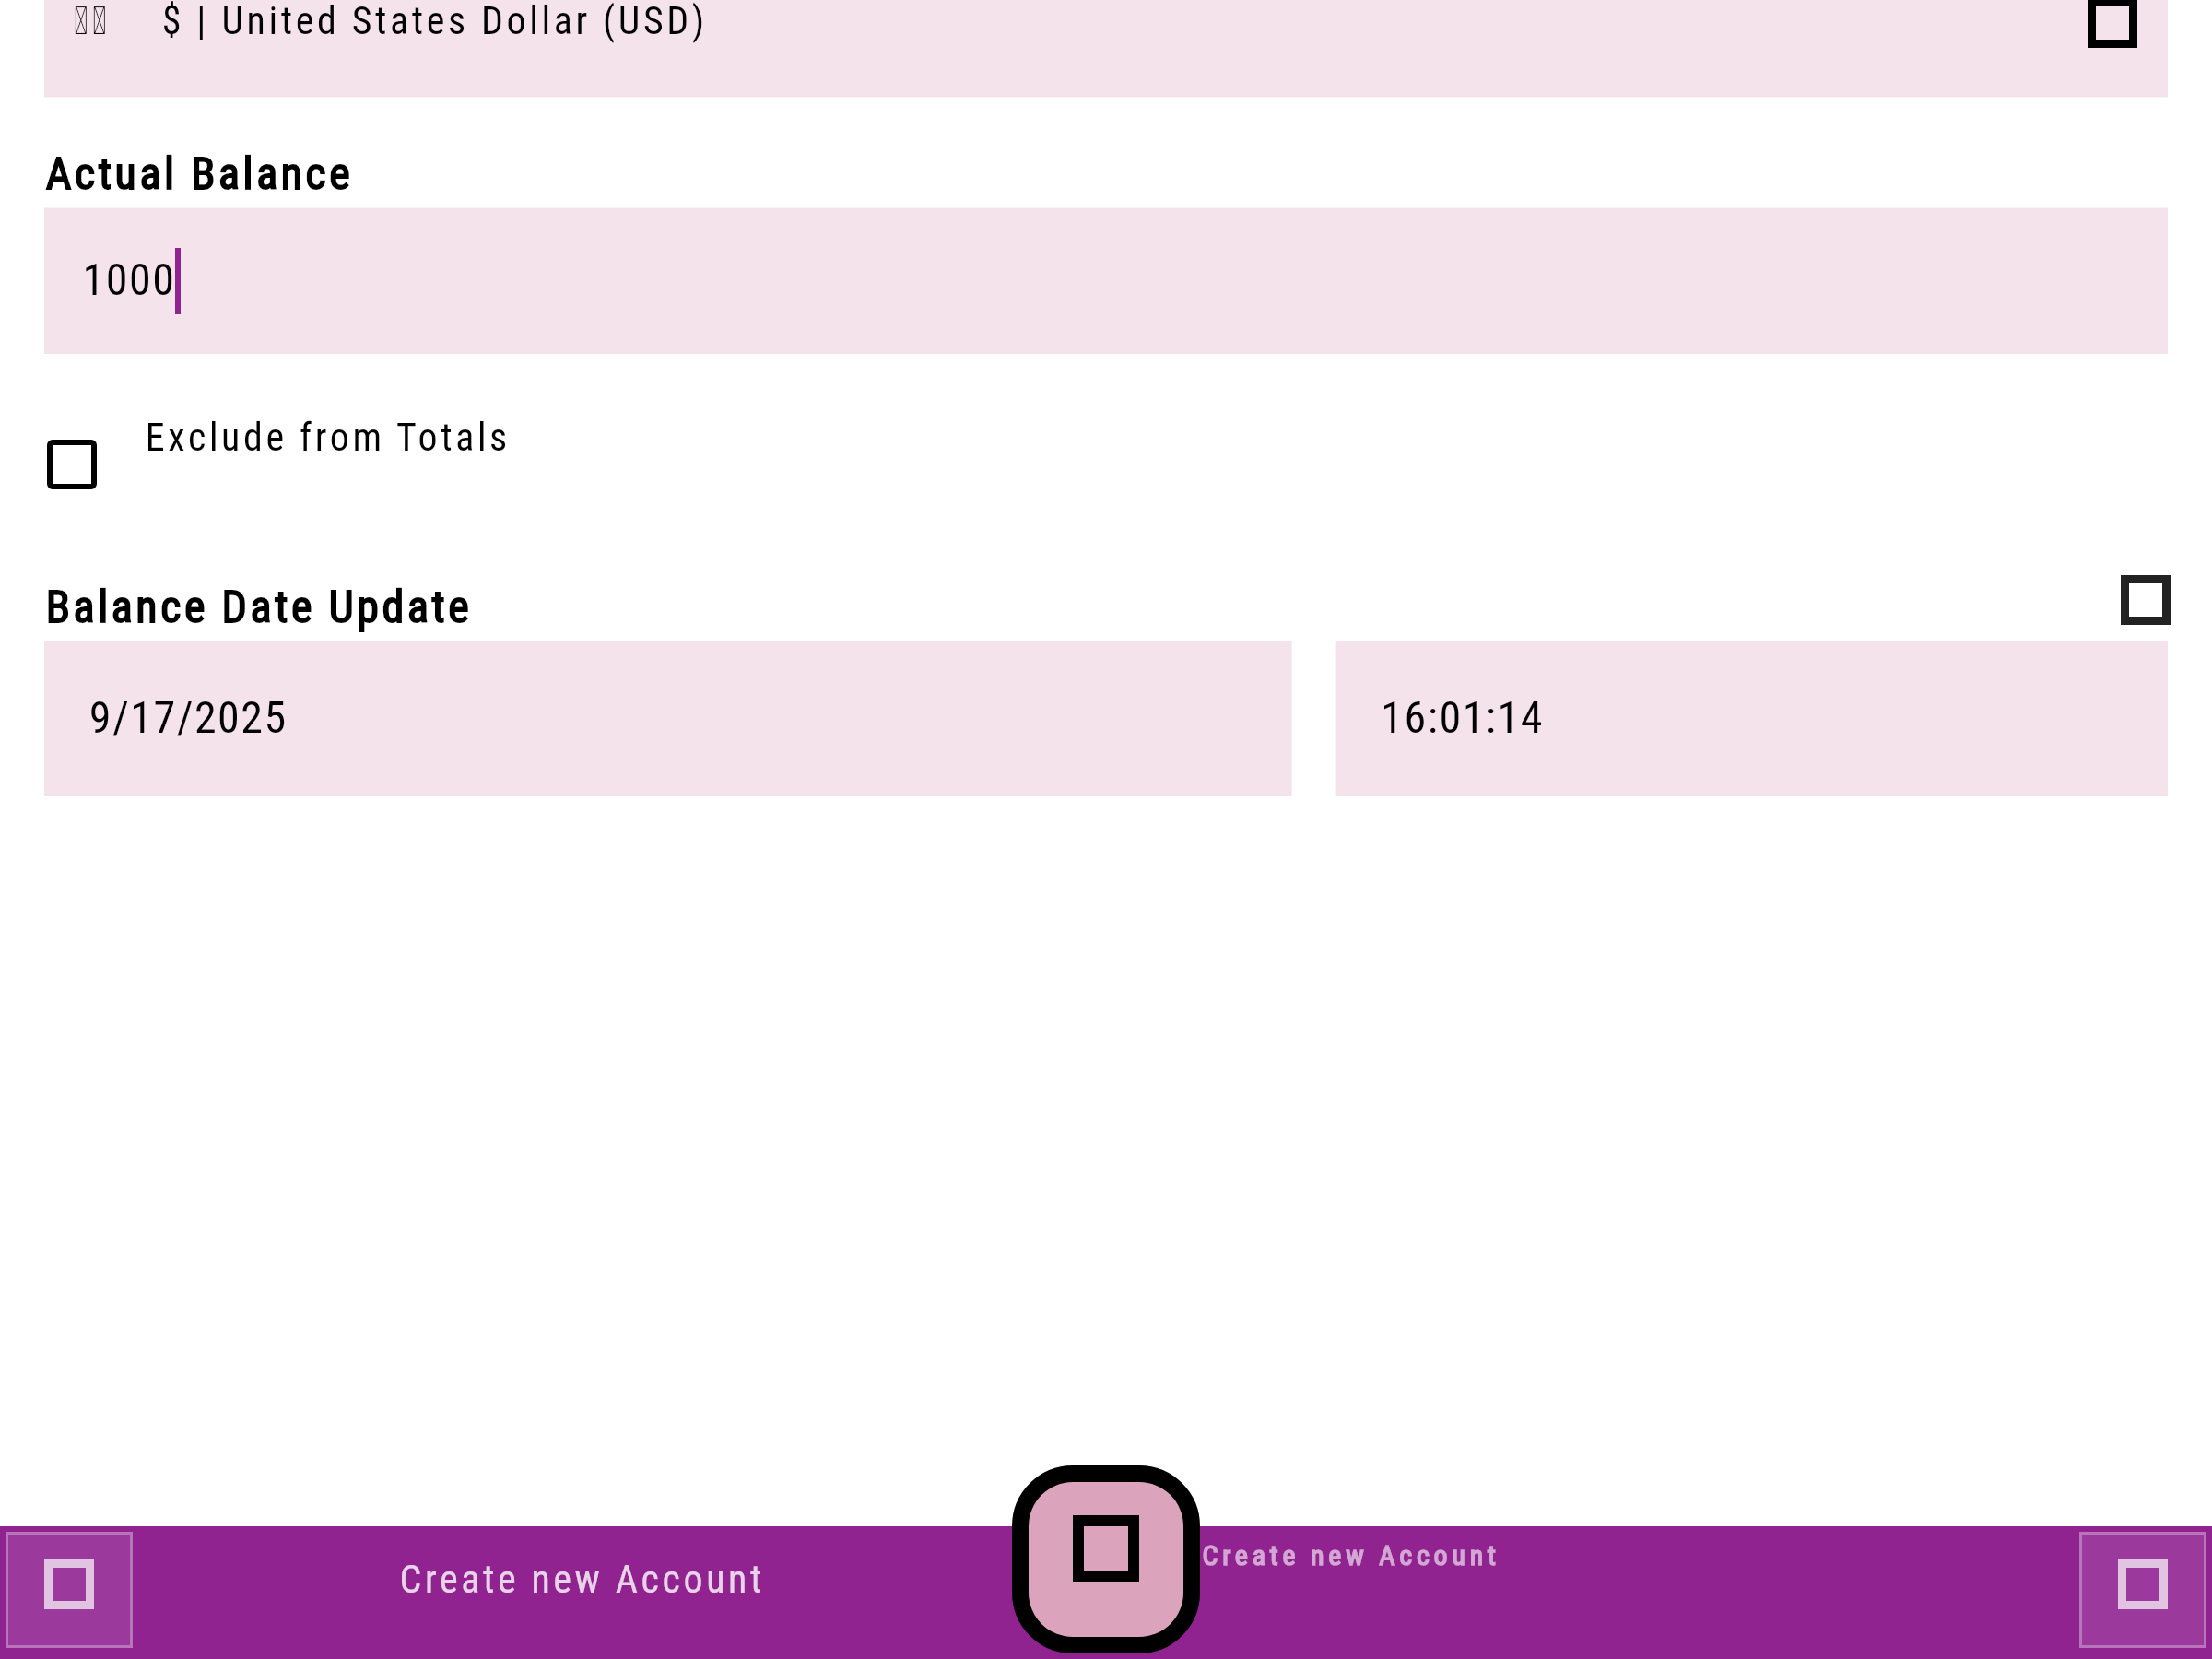 $ | United States Dollar (USD)
Actual Balance
1000
Exclude from Totals
Balance Date Update
9/17/2025
16:01:14
Create new Account
Create new Account